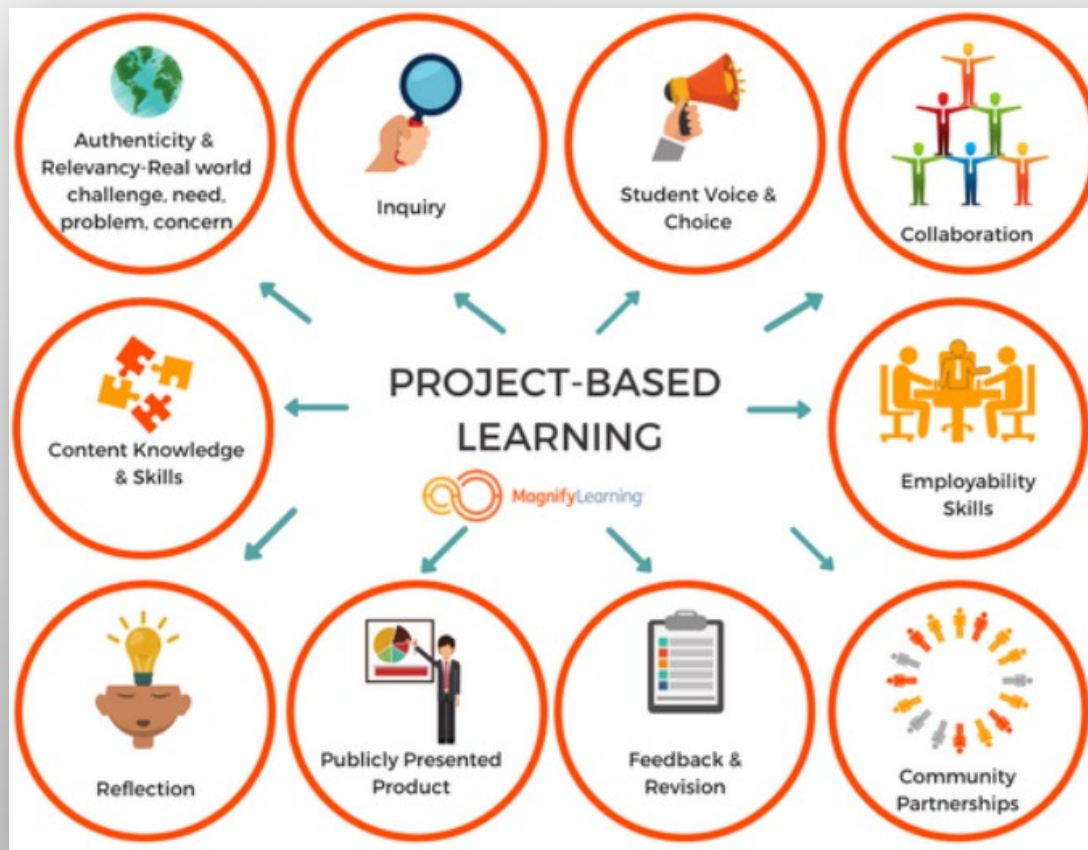 Authenticity &
Relevancy-Real world
challenge, need,
problem, concern
Inquiry
Student Voice &
Choice
Collaboration
Content Knowledge
& Skills
PROJECT-BASED
LEARNING
MagnifyLearning
Employability
Skills
Reflection
Publicly Presented
Product
Feedback &
Revision
Community
Partnerships